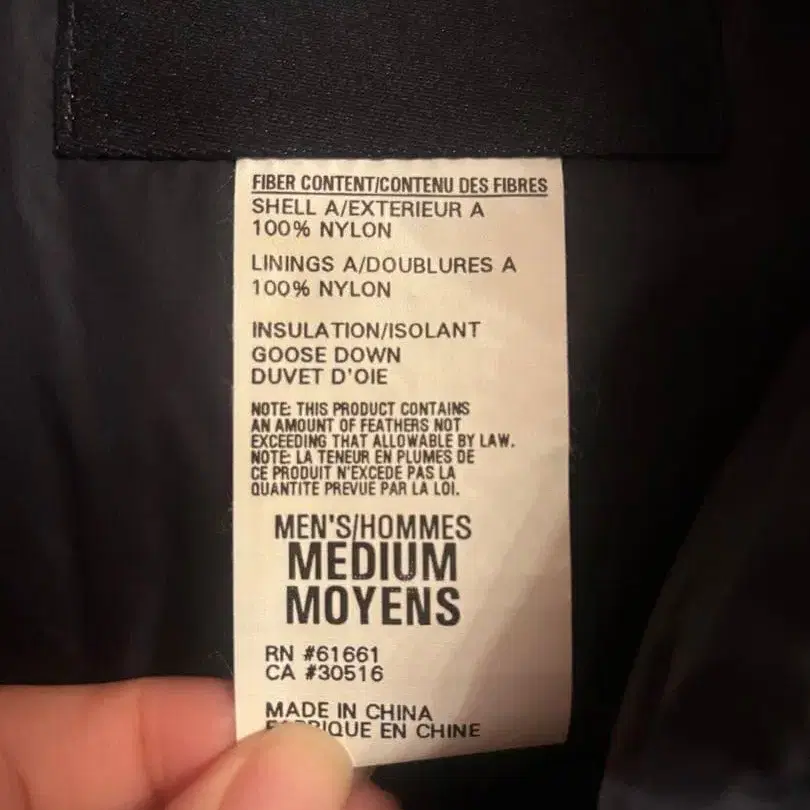 FIBER CONTENT/CONTENU DES FIBRES
SHELL A/EXTERIEUR A
100% NYLON
LININGS A/DOUBLURES A
100% NYLON
INSULATION/ISOLANT
GOOSE DOWN
DUVET D'OIE
NOTE: THIS PRODUCT CONTAINS
AN AMOUNT OF FEATHERS NOT
EXCEEDING THAT ALLOWABLE BY LAW.
NOTE: LA TENEUR EN PLUMES DE
CE PRODUIT N'EXCEDE PAS LA
QUANTITE PREVUE PAR LA LOI.
MEN'S/HOMMES
MEDIUM
MOYENS
RN #61661
CA #30516
MADE IN CHINA
EN CHINE